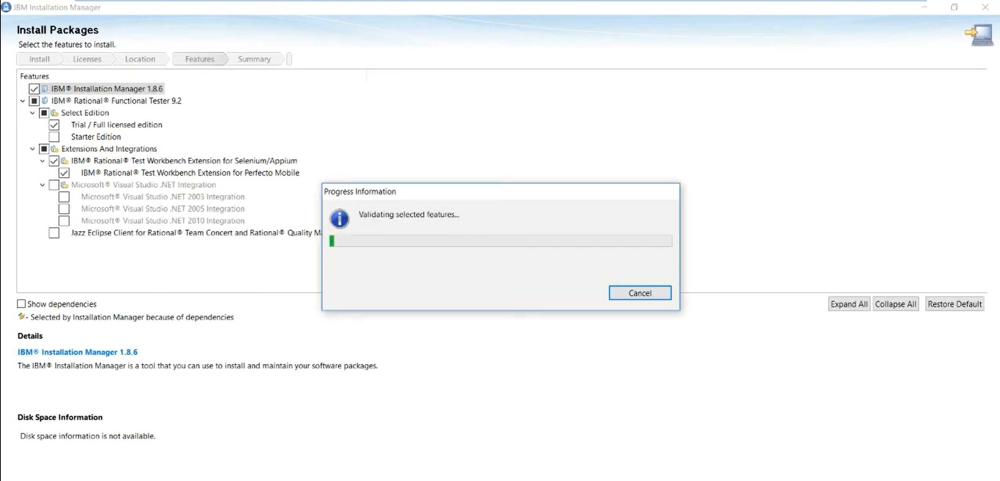 IBM Installation Manager
Install Packages
Select the features to install.
Install Licenses Location Features Summary
Features
IBM® Installation Manager 1.8.6
IBM® Rational® Functional Tester 9.2
Select Edition
Trial / Full licensed edition
Starter Edition
Extensions And Integrations
IBM® Rational® Test Workbench Extension for Selenium/Appium
IBM® Rational® Test Workbench Extension for Perfecto Mobile
Microsoft® Visual Studio .NET Integration
Microsoft® Visual Studio .NET 2003 Integration
Microsoft® Visual Studio .NET 2005 Integration
Microsoft® Visual Studio .NET 2010 Integration
Jazz Eclipse Client for Rational® Team Concert and Rational® Quality
Progress Information
Validating selected features...
Cancel
Show dependencies
Expand All Collapse All Restore Default
- Selected by Installation Manager because of dependencies
Details
IBM® Installation Manager 1.8.6
The IBM® Installation Manager is a tool that you can use to install and maintain your software packages.
Disk Space Information
Disk space information is not available.